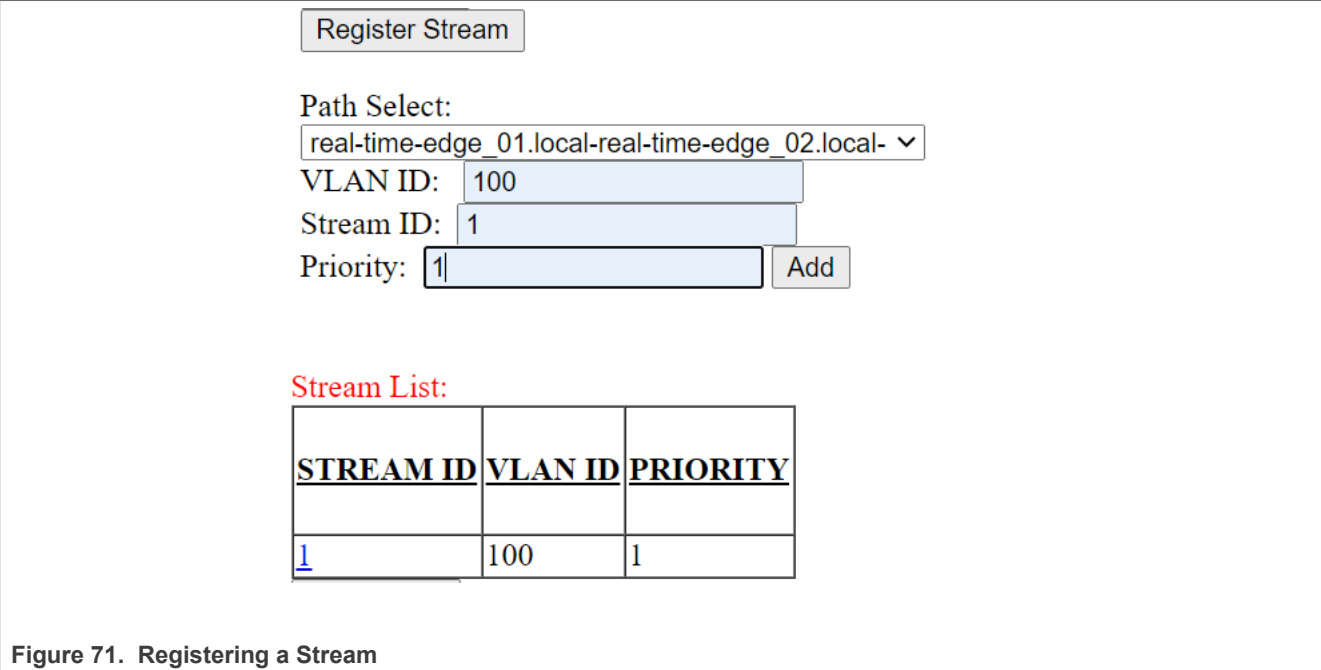 Register Stream
Path Select:
real-time-edge_01.local-real-time-edge_02.local-
VLAN ID: 100
Stream ID: 1
Priority: 1 Add
Stream List:
STREAM ID VLAN ID PRIORITY
1 100 1
Figure 71. Registering a Stream